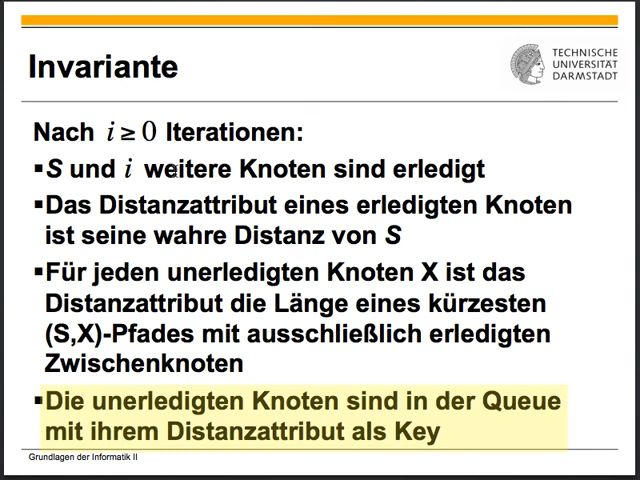 Invariante
TECHNISCHE
UNIVERSITÄT
DARMSTADT
Nach i ≥ 0 Iterationen:
▪S und i weitere Knoten sind erledigt
▪Das Distanzattribut eines erledigten Knoten
ist seine wahre Distanz von S
▪Für jeden unerledigten Knoten X ist das
Distanzattribut die Länge eines kürzesten
(S,X)-Pfades mit ausschließlich erledigten
Zwischenknoten
▪Die unerledigten Knoten sind in der Queue
mit ihrem Distanzattribut als Key
Grundlagen der Informatik II